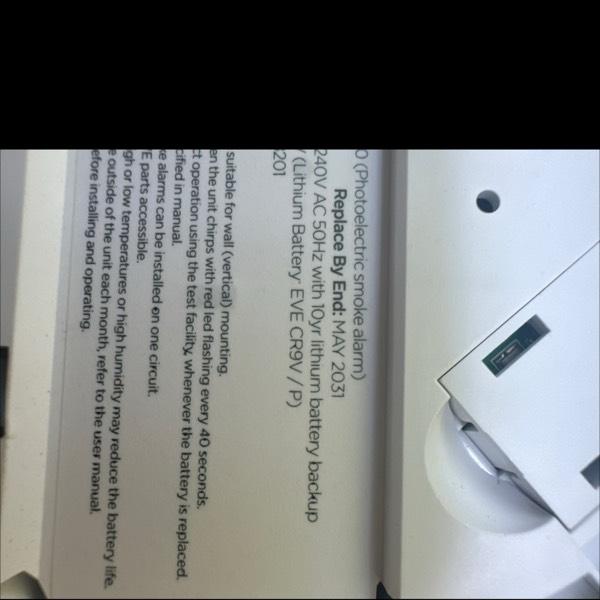 0 (Photoelectric smoke alarm)
Replace By End: MAY 2031
240V AC 50Hz with 10yr lithium battery backup
(Lithium Battery EVE CR9V / P)
201
suitable for wall (vertical) mounting.
en the unit chirps with red led flashing every 40 seconds.
ct operation using the test facility, whenever the battery is replaced.
cified in manual.
e alarms can be installed on one circuit.
E parts accessible.
gh or low temperatures or high humidity may reduce the battery life.
e outside of the unit each month, refer to the user manual.
efore installing and operating.